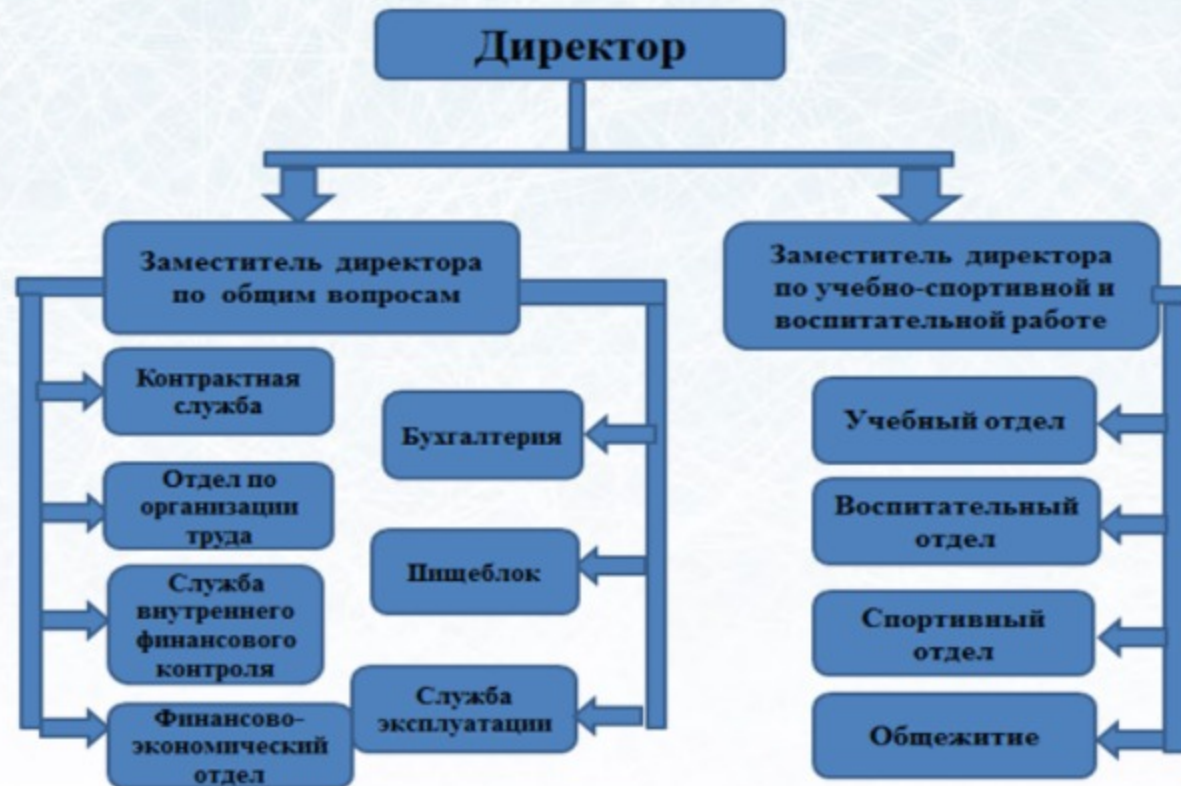 Директор
Заместитель директора
по общим вопросам
Заместитель директора
по учебно-спортивной и
воспитательной работе
Контрактная
служба
Отдел по
организации
труда
Служба
внутреннего
финансового
контроля
Финансово-
экономический
отдел
Бухгалтерия
Пищеблок
Служба
эксплуатации
Учебный отдел
Воспитательный
отдел
Спортивный
отдел
Общежитие